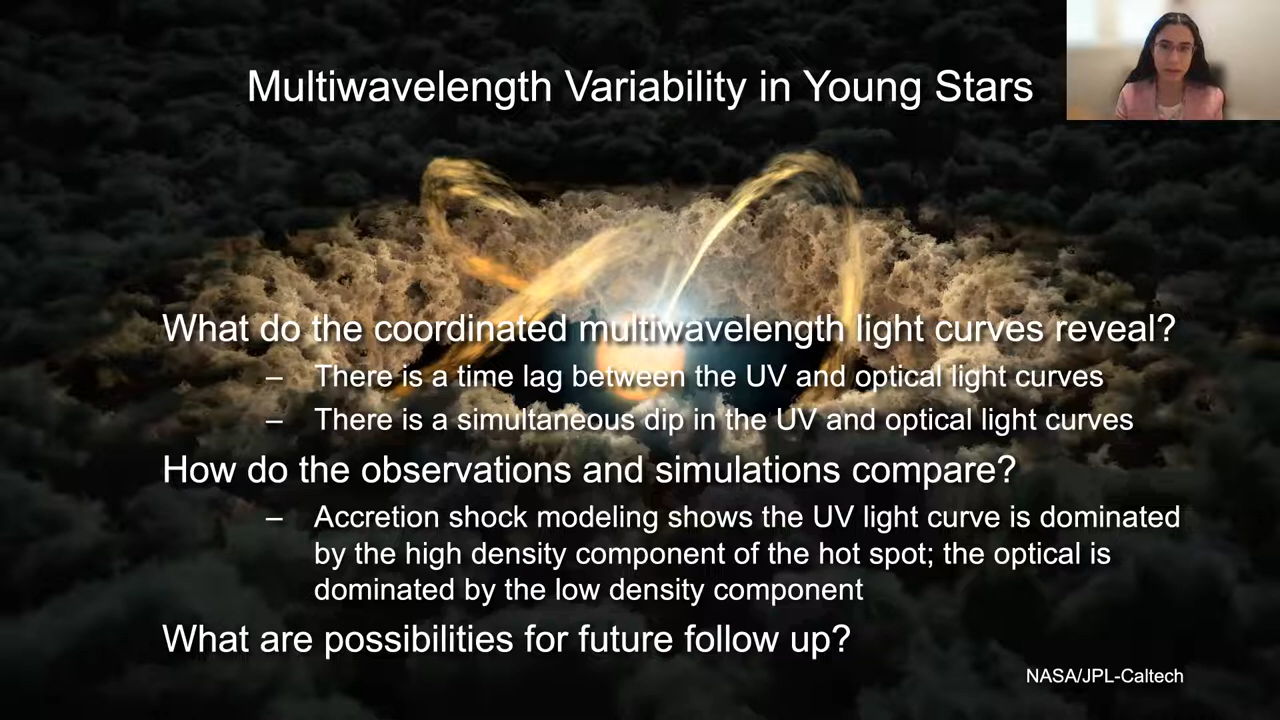 Multiwavelength Variability in Young Stars
What do the coordinated multiwavelength light curves reveal?
– There is a time lag between the UV and optical light curves
– There is a simultaneous dip in the UV and optical light curves
How do the observations and simulations compare?
– Accretion shock modeling shows the UV light curve is dominated
by the high density component of the hot spot; the optical is
dominated by the low density component
What are possibilities for future follow up?
NASA/JPL-Caltech